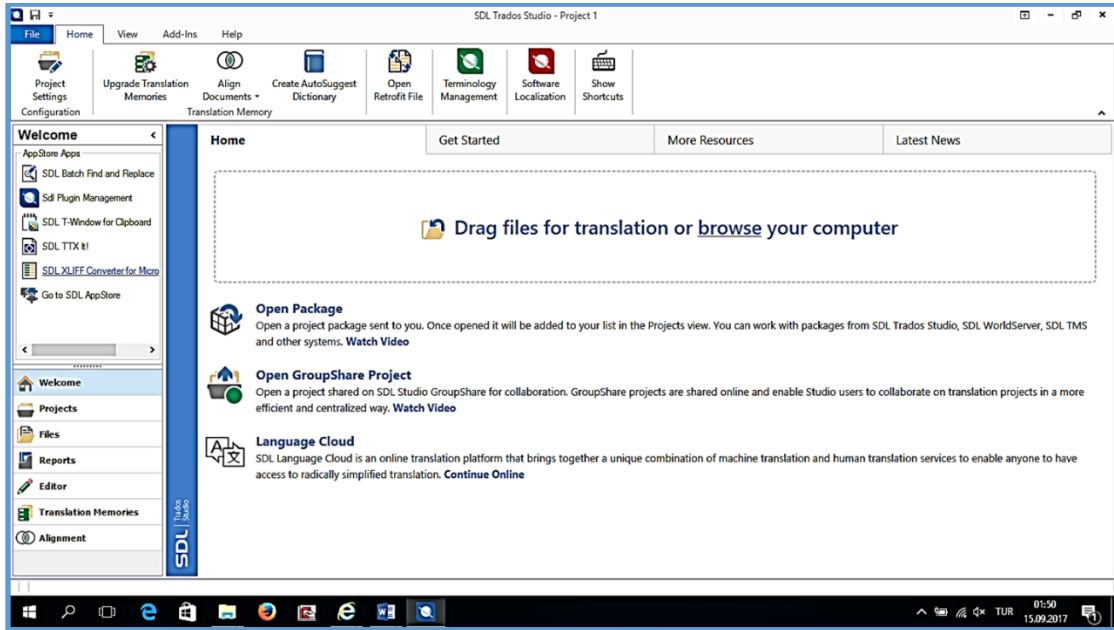 SDL Trados Studio - Project 1
File Home View Add-Ins Help
Project Settings
Upgrade Translation Memories
Align Documents
Create AutoSuggest Dictionary
Open Retrofit File
Terminology Management
Software Localization
Show Shortcuts
Configuration
Translation Memory
Welcome
AppStore Apps
SDL Batch Find and Replace
Sdl Plugin Management
SDL T-Window for Clipboard
SDL TTX It!
SDL XLIFF Converter for Micro
Go to SDL AppStore
Welcome
Projects
Files
Reports
Editor
Translation Memories
Alignment
SDL Trados Studio
Home Get Started More Resources Latest News
Drag files for translation or browse your computer
Open Package
Open a project package sent to you. Once opened it will be added to your list in the Projects view. You can work with packages from SDL Trados Studio, SDL WorldServer, SDL TMS
and other systems. Watch Video
Open GroupShare Project
Open a project shared on SDL Studio GroupShare for collaboration. GroupShare projects are shared online and enable Studio users to collaborate on translation projects in a more
efficient and centralized way. Watch Video
Language Cloud
SDL Language Cloud is an online translation platform that brings together a unique combination of machine translation and human translation services to enable anyone to have
access to radically simplified translation. Continue Online
TUR
01:50
15.09.2017